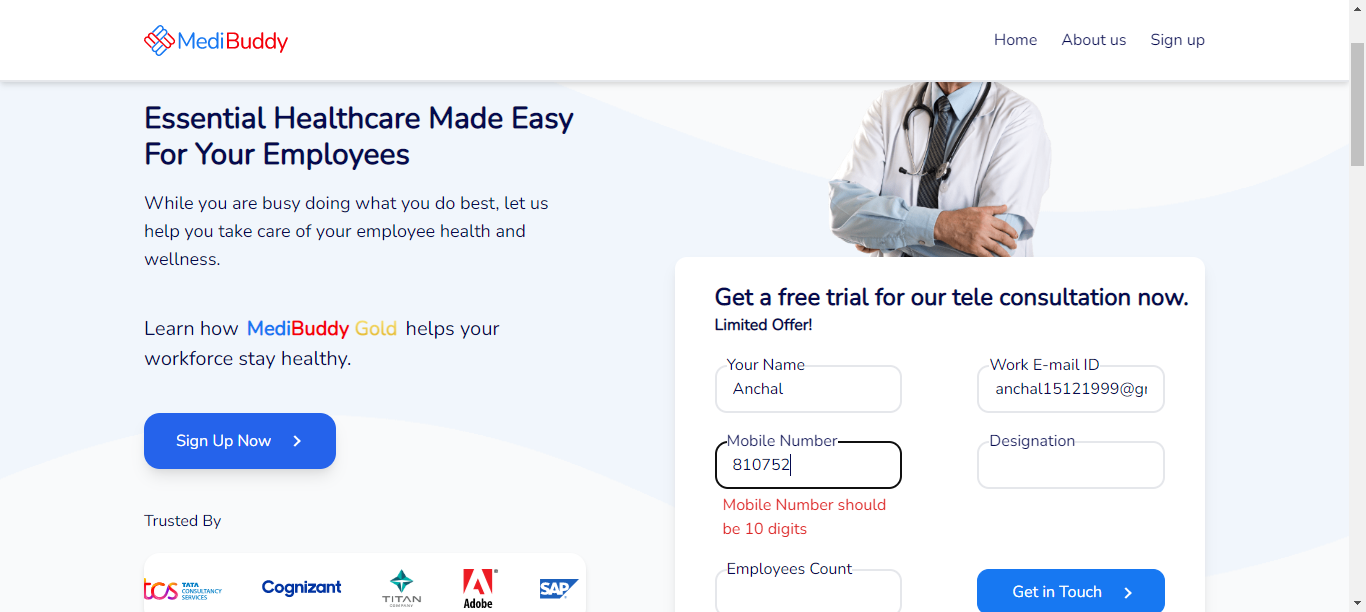 MediBuddy
Home About us Sign up
Essential Healthcare Made Easy
For Your Employees
While you are busy doing what you do best, let us
help you take care of your employee health and
wellness.
Learn how MediBuddy Gold helps your
workforce stay healthy.
Sign Up Now
Trusted By
tcs TATA
CONSULTANCY
SERVICES
Cognizant
TITAN
COMPANY
Adobe
SAP
Get a free trial for our tele consultation now.
Limited Offer!
Your Name
Anchal
Work E-mail ID
anchal15121999@gr
Mobile Number
810752
Designation
Mobile Number should
be 10 digits
Employees Count
Get in Touch